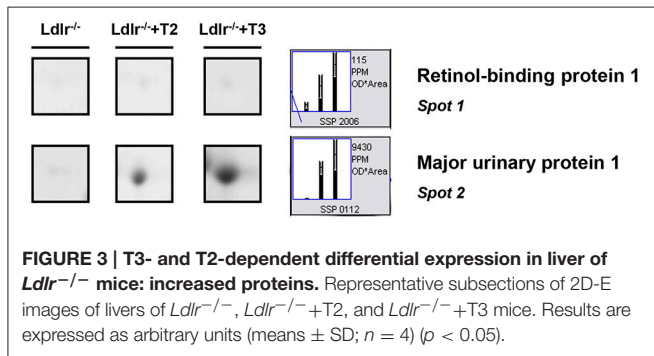 Ldlr-/- Ldlr-/-+T2 Ldlr-/-+T3
115
PPM
OD*Area
SSP 2006
Retinol-binding protein 1
Spot 1
9430
PPM
OD*Area
SSP 0112
Major urinary protein 1
Spot 2
FIGURE 3 | T3- and T2-dependent differential expression in liver of
Ldlr−/− mice: increased proteins. Representative subsections of 2D-E
images of livers of Ldlr−/−, Ldlr−/−+T2, and Ldlr−/−+T3 mice. Results are
expressed as arbitrary units (means ± SD; n = 4) (p < 0.05).